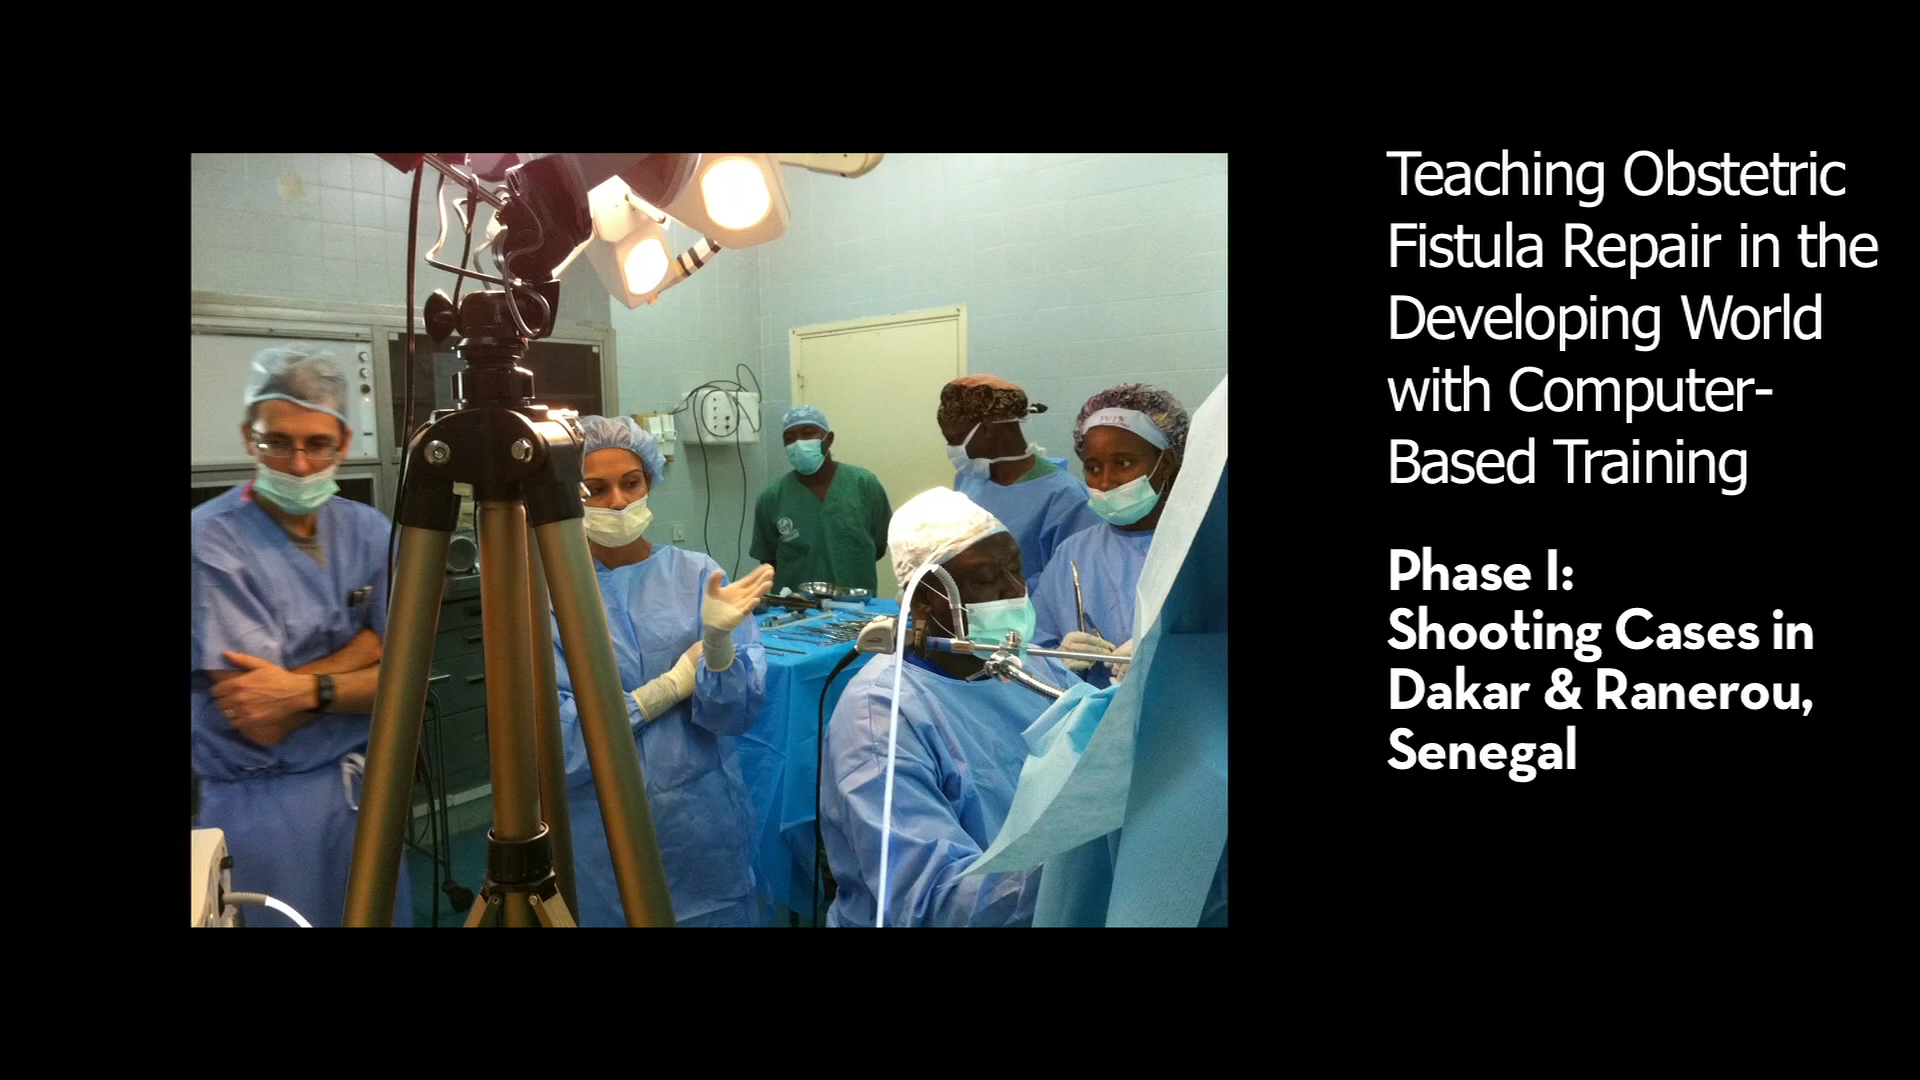 Teaching Obstetric
Fistula Repair in the
Developing World
with Computer-
Based Training
Phase I:
Shooting Cases in
Dakar & Ranerou,
Senegal